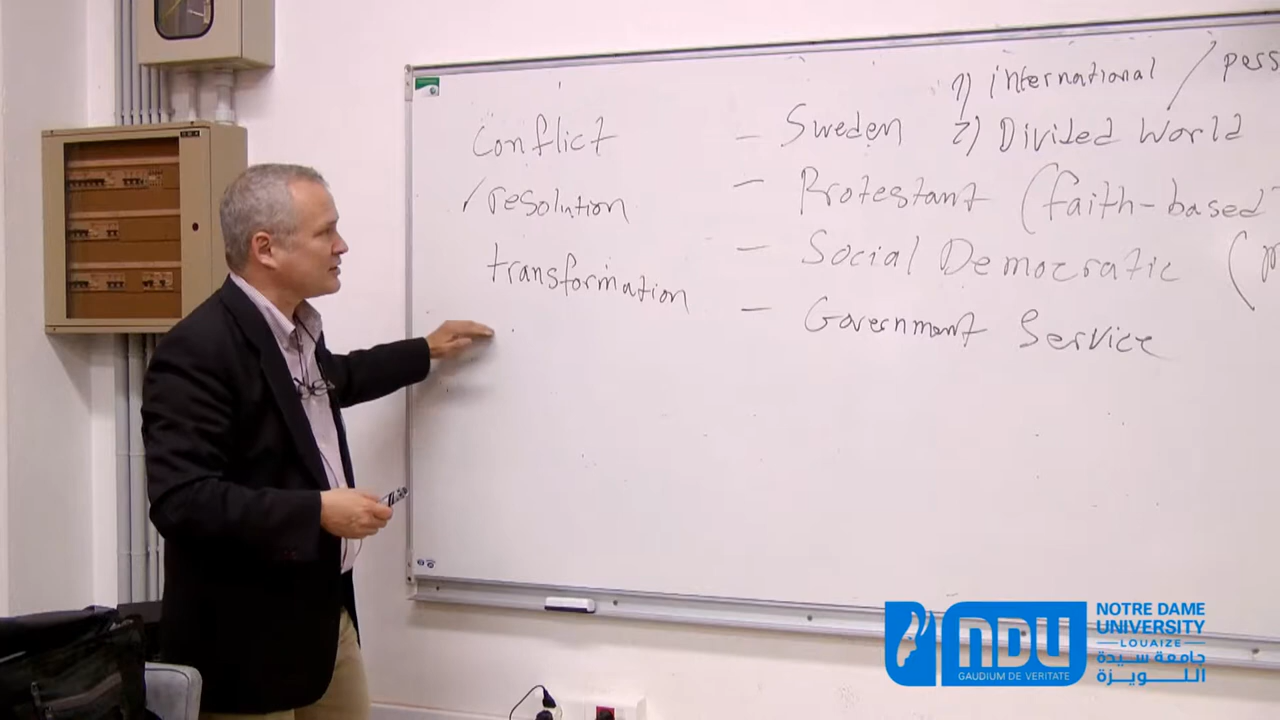 Conflict
/ resolution
transformation
1) international /
– Sweden 2) Divided World
– Protestant (faith-based
– Social Democratic (
– Government Service
NDU
GAUDIUM DE VERITATE
NOTRE DAME
UNIVERSITY
LOUAIZE
جامعة سيدة
اللويزة